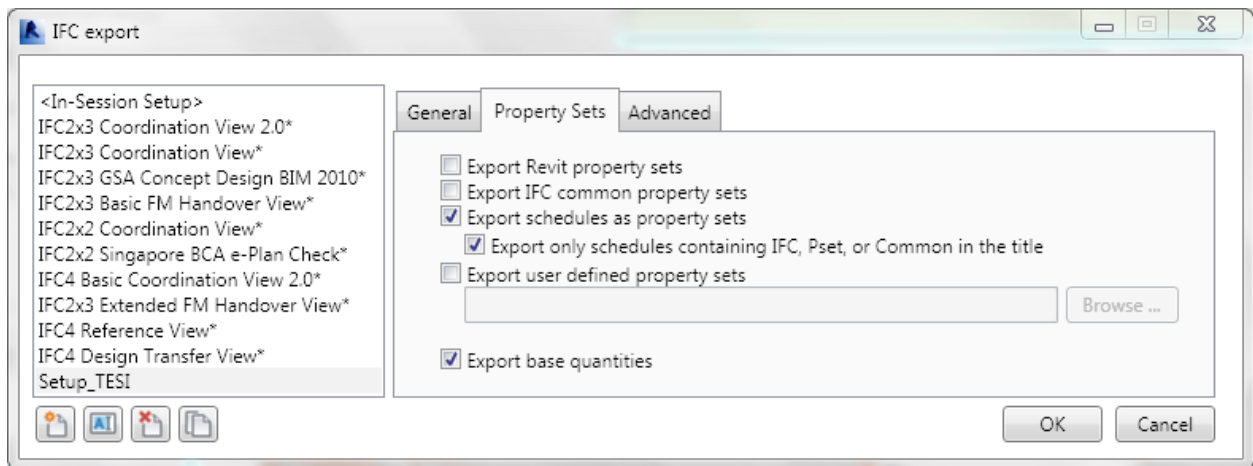 IFC export
<In-Session Setup>
IFC2x3 Coordination View 2.0*
IFC2x3 Coordination View*
IFC2x3 GSA Concept Design BIM 2010*
IFC2x3 Basic FM Handover View*
IFC2x2 Coordination View*
IFC2x2 Singapore BCA e-Plan Check*
IFC4 Basic Coordination View 2.0*
IFC2x3 Extended FM Handover View*
IFC4 Reference View*
IFC4 Design Transfer View*
Setup_TESI
General Property Sets Advanced
Export Revit property sets
Export IFC common property sets
Export schedules as property sets
Export only schedules containing IFC, Pset, or Common in the title
Export user defined property sets
Browse ...
Export base quantities
AI
OK Cancel